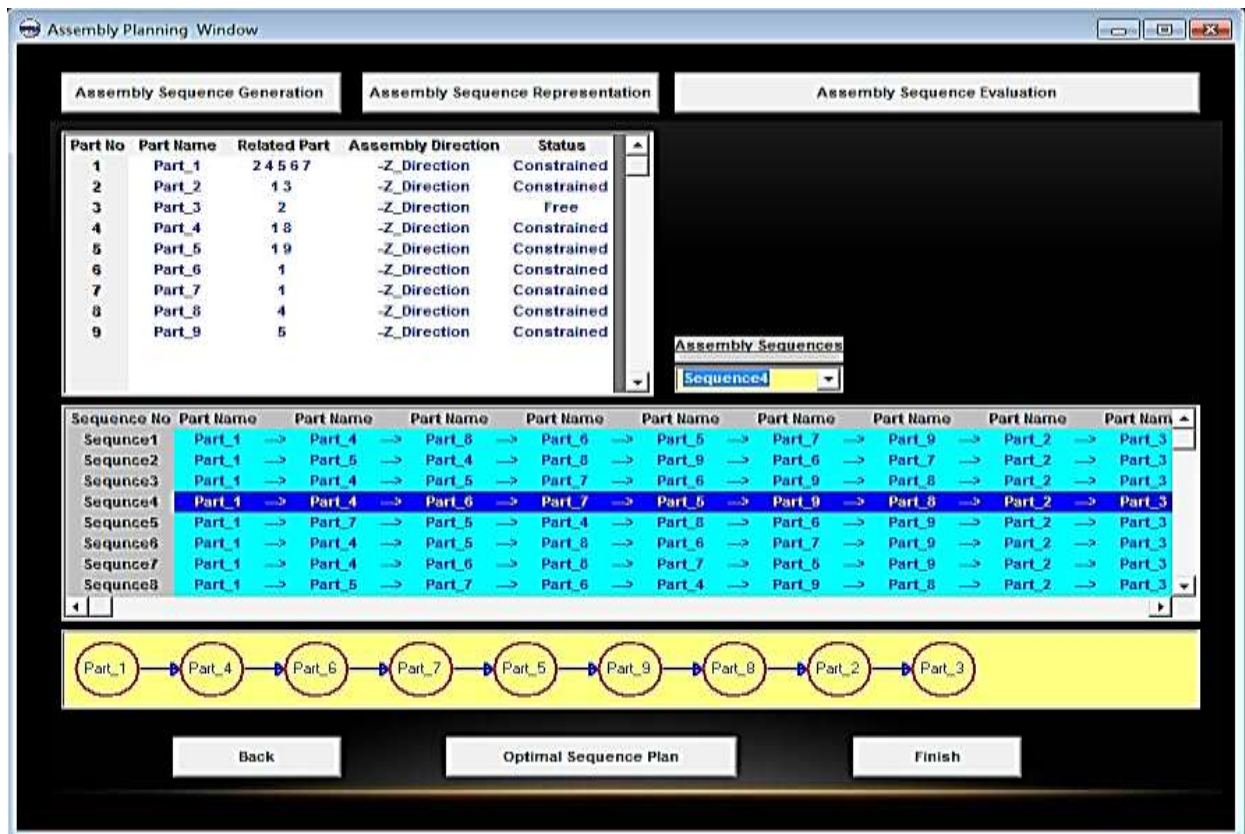 Assembly Planning Window
Assembly Sequence Generation Assembly Sequence Representation Assembly Sequence Evaluation
Part No Part Name Related Part Assembly Direction Status
1 Part_1 2 4 5 6 7 -Z_Direction Constrained
2 Part_2 1 3 -Z_Direction Constrained
3 Part_3 2 -Z_Direction Free
4 Part_4 1 8 -Z_Direction Constrained
5 Part_5 1 9 -Z_Direction Constrained
6 Part_6 1 -Z_Direction Constrained
7 Part_7 1 -Z_Direction Constrained
8 Part_8 4 -Z_Direction Constrained
9 Part_9 5 -Z_Direction Constrained
Assembly Sequences
Sequence4
Sequence No Part Name Part Name Part Name Part Name Part Name Part Name Part Name Part Name Part Nam
Sequnce1 Part_1 --> Part_4 --> Part_8 --> Part_6 --> Part_5 --> Part_7 --> Part_9 --> Part_2 --> Part_3
Sequnce2 Part_1 --> Part_5 --> Part_4 --> Part_8 --> Part_9 --> Part_6 --> Part_7 --> Part_2 --> Part_3
Sequnce3 Part_1 --> Part_4 --> Part_5 --> Part_7 --> Part_6 --> Part_9 --> Part_8 --> Part_2 --> Part_3
Sequnce4 Part_1 --> Part_4 --> Part_6 --> Part_7 --> Part_5 --> Part_9 --> Part_8 --> Part_2 --> Part_3
Sequnce5 Part_1 --> Part_7 --> Part_5 --> Part_4 --> Part_8 --> Part_6 --> Part_9 --> Part_2 --> Part_3
Sequnce6 Part_1 --> Part_4 --> Part_5 --> Part_8 --> Part_6 --> Part_7 --> Part_9 --> Part_2 --> Part_3
Sequnce7 Part_1 --> Part_4 --> Part_6 --> Part_8 --> Part_7 --> Part_5 --> Part_9 --> Part_2 --> Part_3
Sequnce8 Part_1 --> Part_5 --> Part_7 --> Part_6 --> Part_4 --> Part_9 --> Part_8 --> Part_2 --> Part_3
Part_1 Part_4 Part_6 Part_7 Part_5 Part_9 Part_8 Part_2 Part_3
Back Optimal Sequence Plan Finish